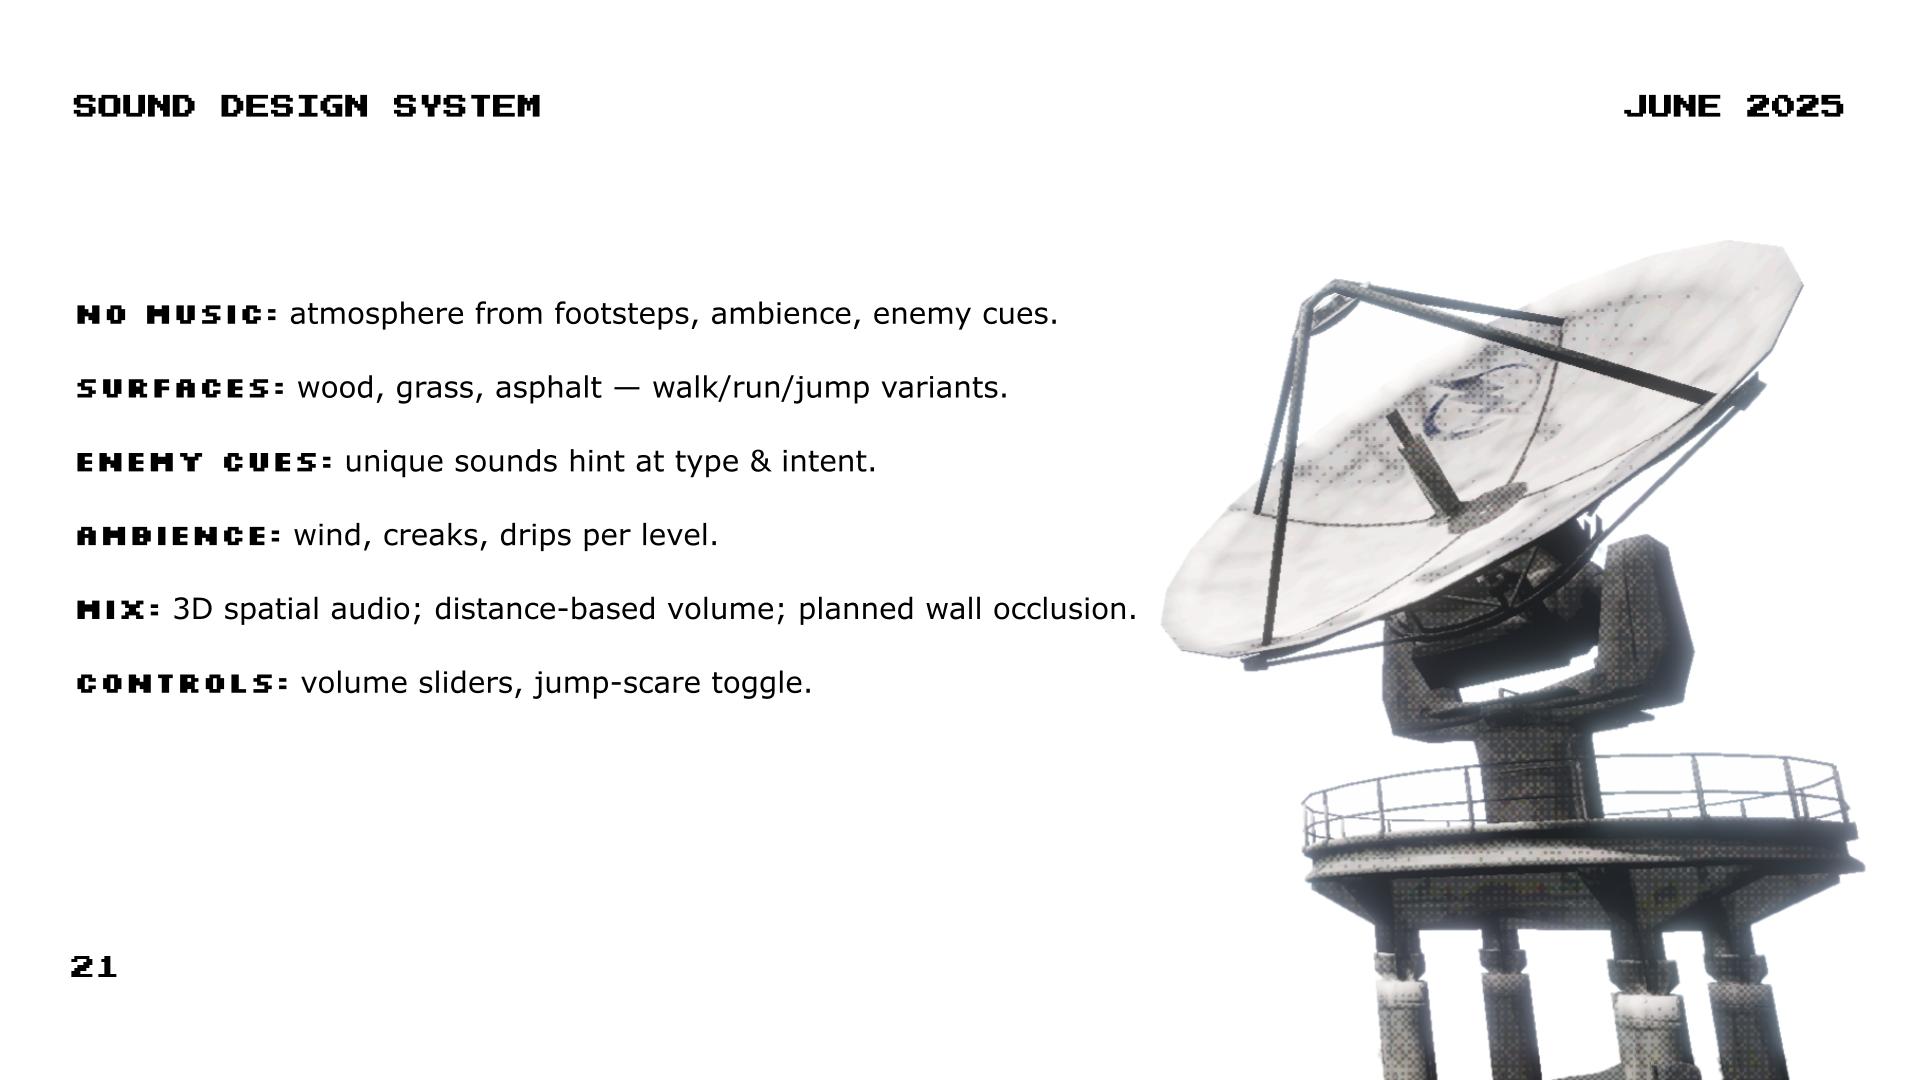 SOUND DESIGN SYSTEM
JUNE 2025
NO MUSIC: atmosphere from footsteps, ambience, enemy cues.
SURFACES: wood, grass, asphalt — walk/run/jump variants.
ENEMY CUES: unique sounds hint at type & intent.
AMBIENCE: wind, creaks, drips per level.
MIX: 3D spatial audio; distance-based volume; planned wall occlusion.
CONTROLS: volume sliders, jump-scare toggle.
21